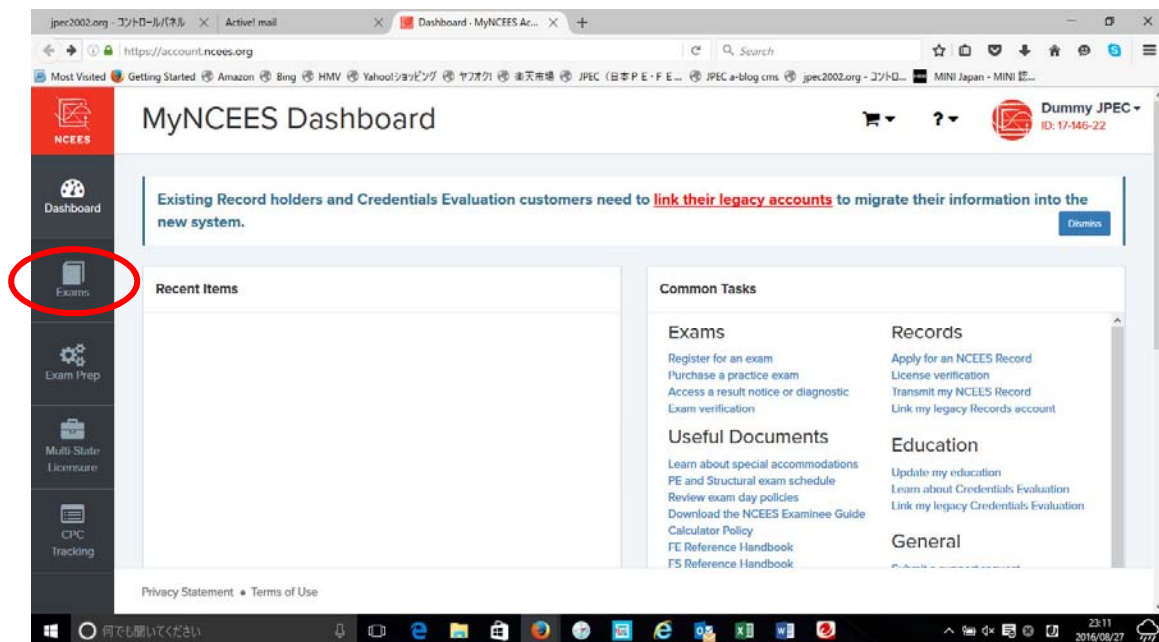 jpec2002.org - コントロールパネル
Active! mail
Dashboard - MyNCEES Ac...
https://account.ncees.org
Search
Most Visited
Getting Started
Amazon
Bing
HMV
Yahoo!ショッピング
ヤフオク!
楽天市場
JPEC (日本PE・FE...
JPEC a-blog cms
jpec2002.org - コントロ...
MINI Japan - MINI 認...
NCEES
MyNCEES Dashboard
?
Dummy JPEC
ID: 17-146-22
Dashboard
Existing Record holders and Credentials Evaluation customers need to link their legacy accounts to migrate their information into the
new system.
Dismiss
Exams
Recent Items
Common Tasks
Exams
Register for an exam
Purchase a practice exam
Access a result notice or diagnostic
Exam verification
Useful Documents
Learn about special accommodations
PE and Structural exam schedule
Review exam day policies
Download the NCEES Examinee Guide
Calculator Policy
FE Reference Handbook
FS Reference Handbook
Records
Apply for an NCEES Record
License verification
Transmit my NCEES Record
Link my legacy Records account
Education
Update my education
Learn about Credentials Evaluation
Link my legacy Credentials Evaluation
General
Exam Prep
Multi-State
Licensure
CPC
Tracking
Privacy Statement • Terms of Use
何でも聞いてください
23:11
2016/08/27